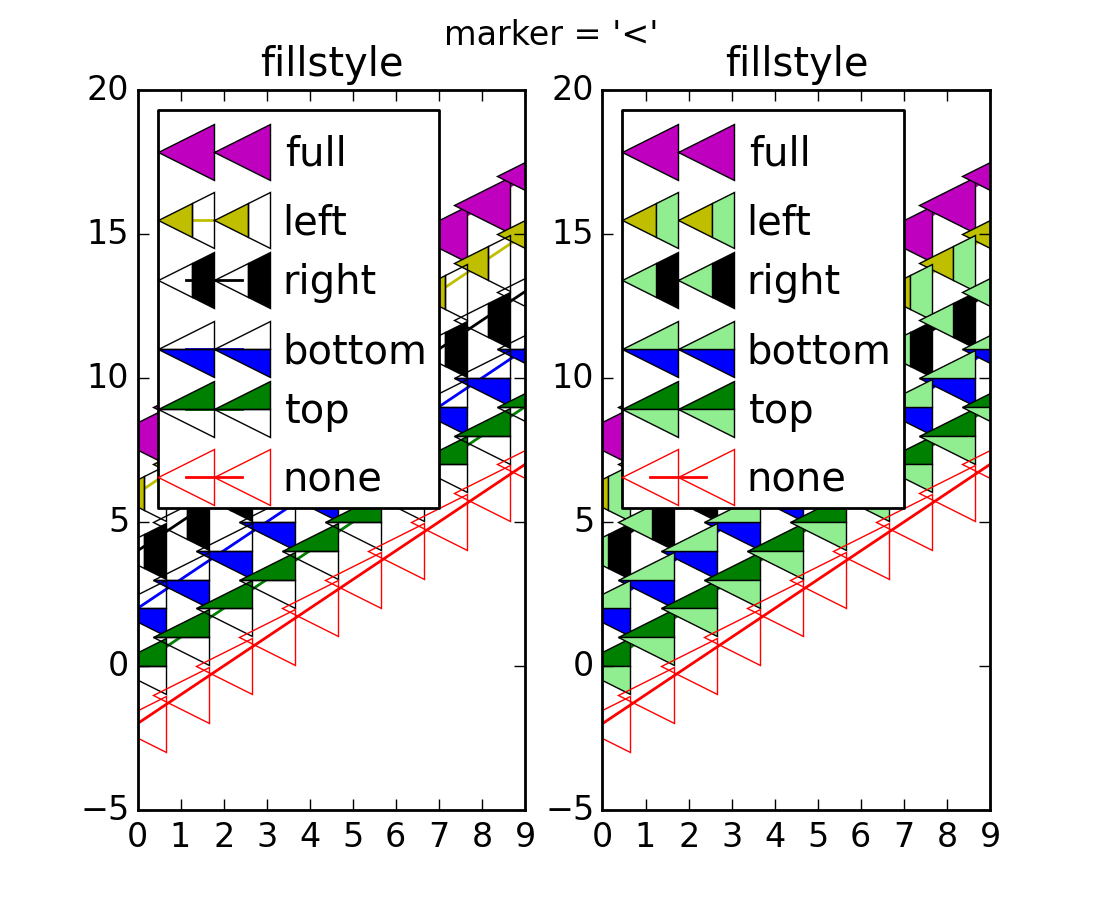 marker = '<'
fillstyle
20
15
10
5
0
−5
full
left
right
bottom
top
none
0 1 2 3 4 5 6 7 8 9
fillstyle
20
15
10
5
0
−5
full
left
right
bottom
top
none
0 1 2 3 4 5 6 7 8 9